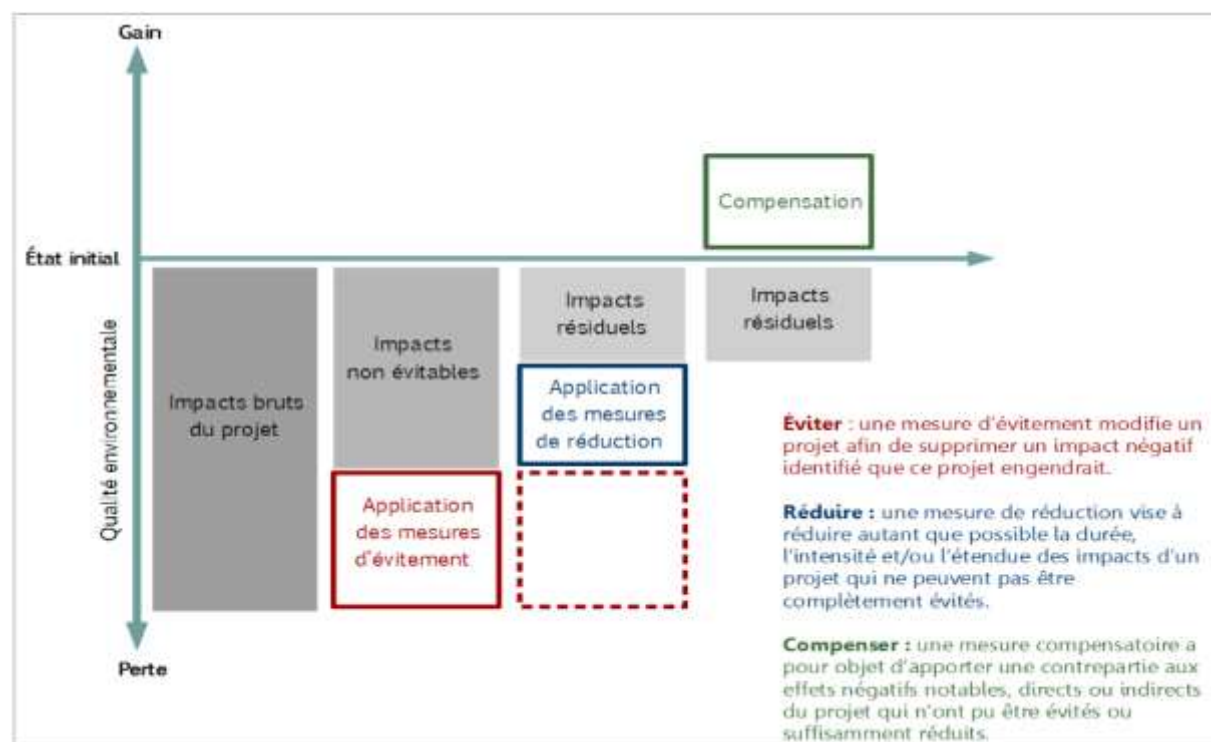 Gain
Compensation
État initial
Impacts bruts
du projet
Impacts
non évitables
Impacts
résiduels
Impacts
résiduels
Application
des mesures
de réduction
Application
des mesures
d'évitement
Qualité environnementale
Perte
Éviter : une mesure d'évitement modifie un
projet afin de supprimer un impact négatif
identifié que ce projet engendrait.
Réduire : une mesure de réduction vise à
réduire autant que possible la durée,
l'intensité et/ou l'étendue des impacts d'un
projet qui ne peuvent pas être
complètement évités.
Compenser : une mesure compensatoire a
pour objet d'apporter une contrepartie aux
effets négatifs notables, directs ou indirects
du projet qui n'ont pu être évités ou
suffisamment réduits.